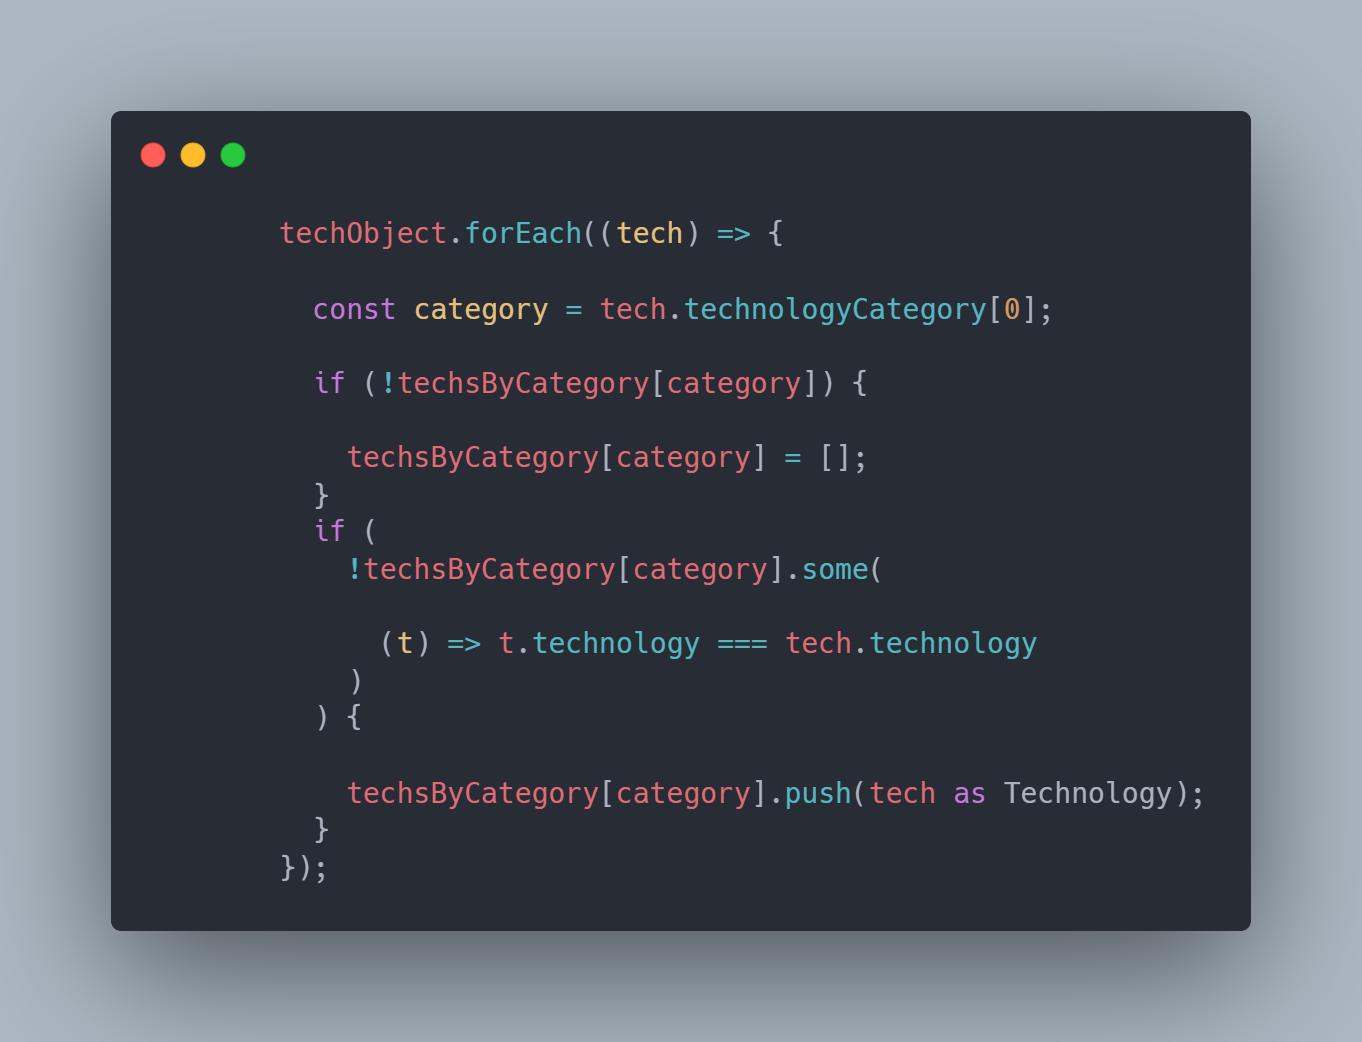 techObject.forEach((tech) => {
const category = tech.technologyCategory[0];
if (!techsByCategory[category]) {
techsByCategory[category] = [];
}
if (
!techsByCategory[category].some(
(t) => t.technology === tech.technology
)
) {
techsByCategory[category].push(tech as Technology);
}
});